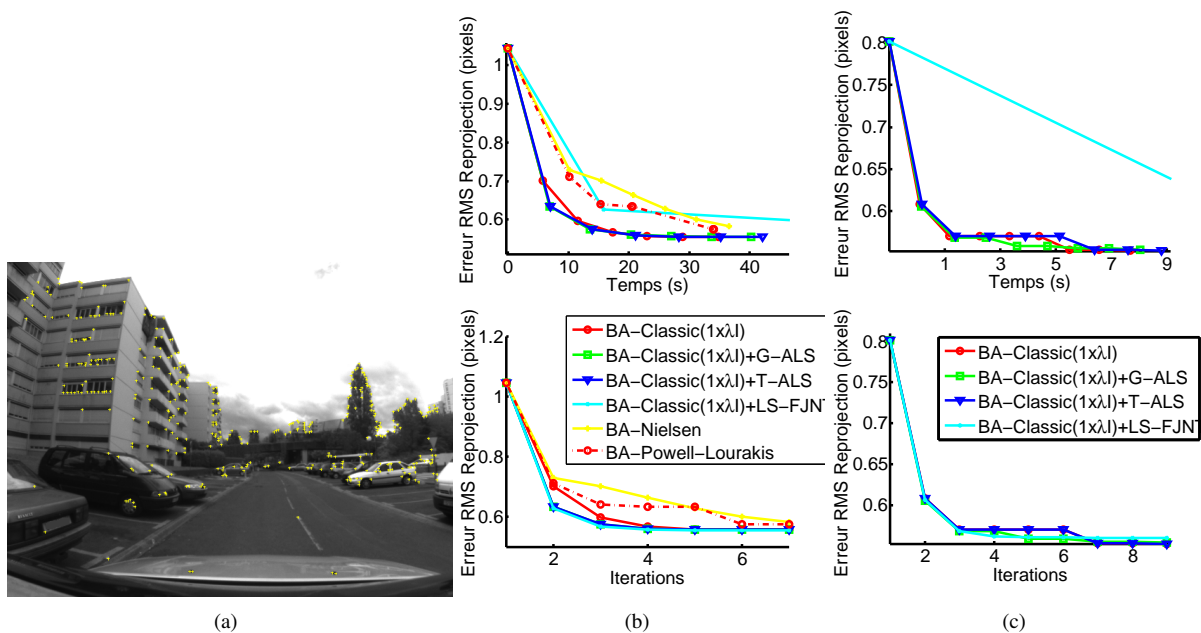 Erreur RMS Reprojection (pixels)
1
0.9
0.8
0.7
0.6
0 10 20 30 40
Temps (s)
Erreur RMS Reprojection (pixels)
0.8
0.75
0.7
0.65
0.6
1 3 5 7 9
Temps (s)
Erreur RMS Reprojection (pixels)
1.2
1
0.8
0.6
2 4 6
Iterations
BA−Classic(1xλI)
BA−Classic(1xλI)+G−ALS
BA−Classic(1xλI)+T−ALS
BA−Classic(1xλI)+LS−FJNT
BA−Nielsen
BA−Powell−Lourakis
Erreur RMS Reprojection (pixels)
0.8
0.75
0.7
0.65
0.6
2 4 6 8
Iterations
BA−Classic(1xλI)
BA−Classic(1xλI)+G−ALS
BA−Classic(1xλI)+T−ALS
BA−Classic(1xλI)+LS−FJNT
(a) (b) (c)